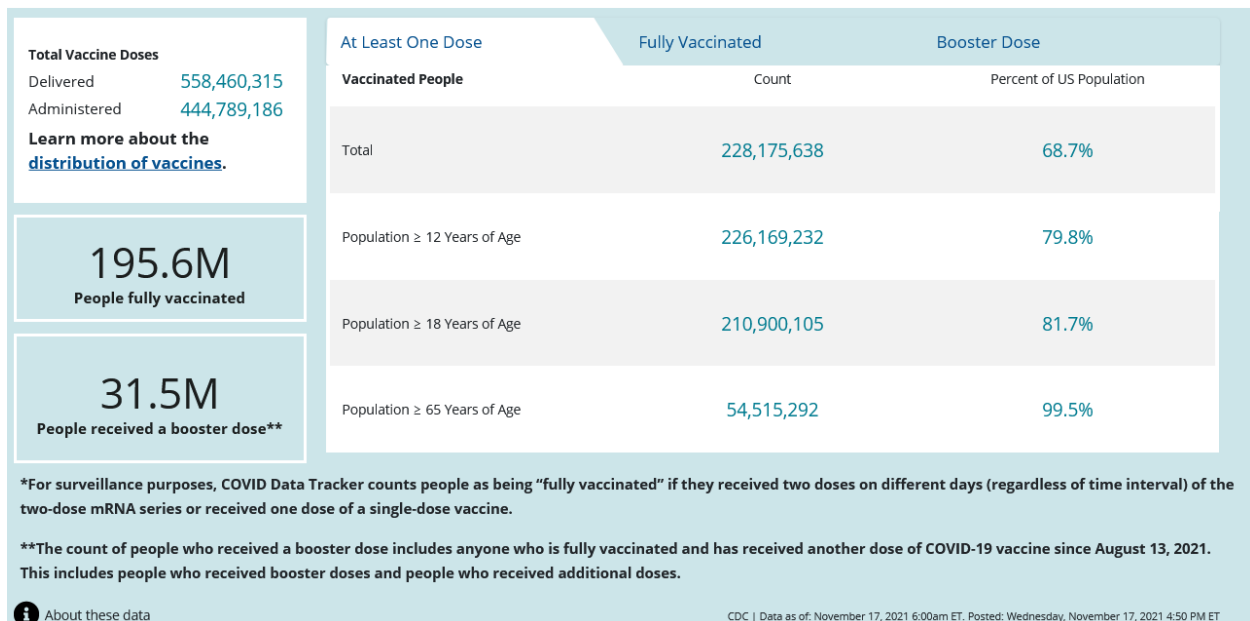 Total Vaccine Doses
Delivered 558,460,315
Administered 444,789,186
Learn more about the
distribution of vaccines.
195.6M
People fully vaccinated
31.5M
People received a booster dose**
At Least One Dose Fully Vaccinated Booster Dose
Vaccinated People Count Percent of US Population
Total 228,175,638 68.7%
Population ≥ 12 Years of Age 226,169,232 79.8%
Population ≥ 18 Years of Age 210,900,105 81.7%
Population ≥ 65 Years of Age 54,515,292 99.5%
*For surveillance purposes, COVID Data Tracker counts people as being “fully vaccinated” if they received two doses on different days (regardless of time interval) of the
two-dose mRNA series or received one dose of a single-dose vaccine.
**The count of people who received a booster dose includes anyone who is fully vaccinated and has received another dose of COVID-19 vaccine since August 13, 2021.
This includes people who received booster doses and people who received additional doses.
About these data
CDC | Data as of: November 17, 2021 6:00am ET. Posted: Wednesday, November 17, 2021 4:50 PM ET